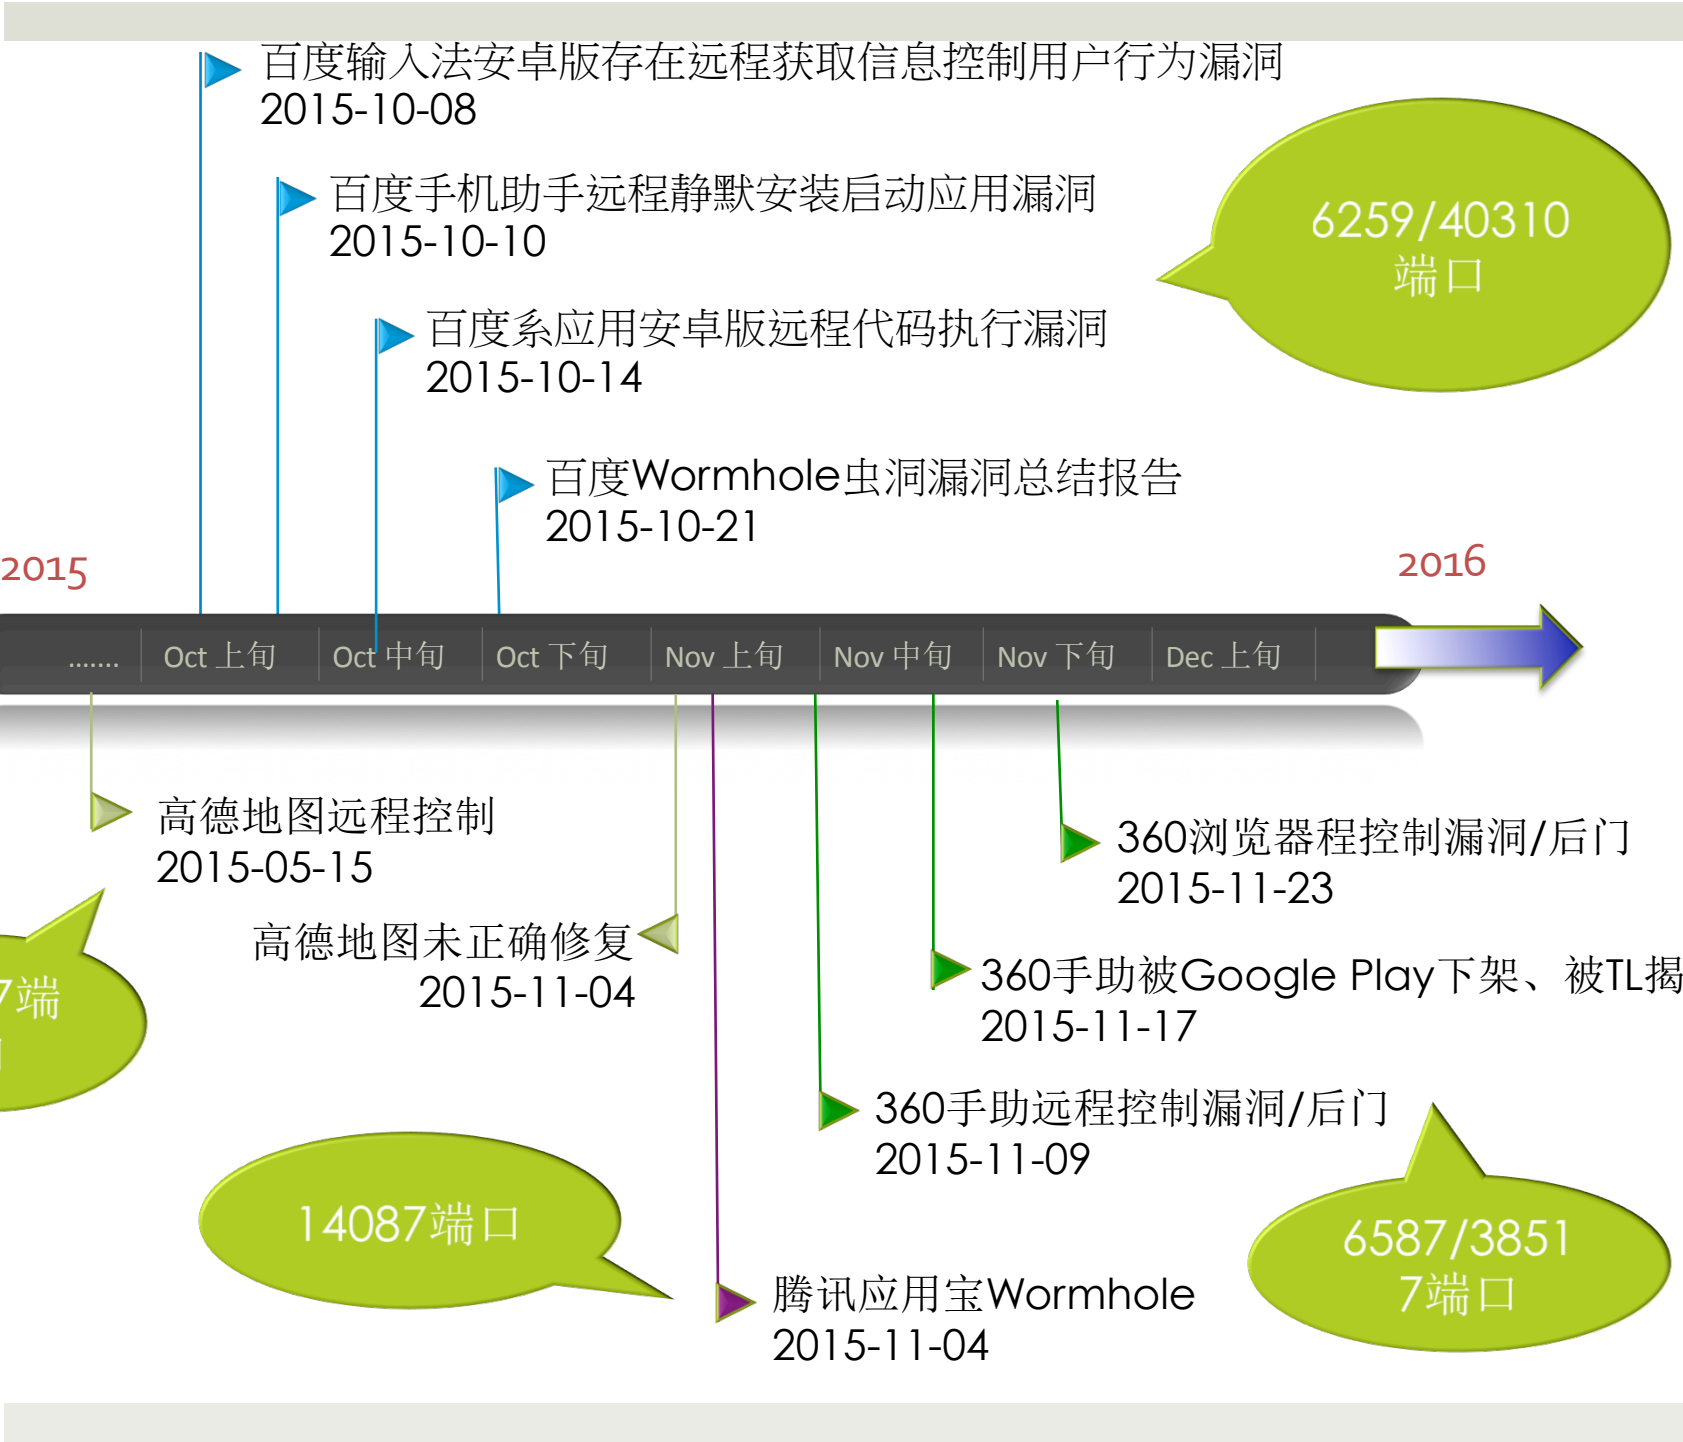 百度输入法安卓版存在远程获取信息控制用户行为漏洞
2015-10-08
百度手机助手远程静默安装启动应用漏洞
2015-10-10
6259/40310
端口
百度系应用安卓版远程代码执行漏洞
2015-10-14
百度Wormhole虫洞漏洞总结报告
2015-10-21
2015
2016
....... Oct 上旬 Oct 中旬 Oct 下旬 Nov 上旬 Nov 中旬 Nov 下旬 Dec 上旬
高德地图远程控制
2015-05-15
360浏览器程控制漏洞/后门
2015-11-23
高德地图未正确修复
2015-11-04
7端
360手助被Google Play下架、被TL揭
2015-11-17
360手助远程控制漏洞/后门
2015-11-09
14087端口
6587/3851
7端口
腾讯应用宝Wormhole
2015-11-04